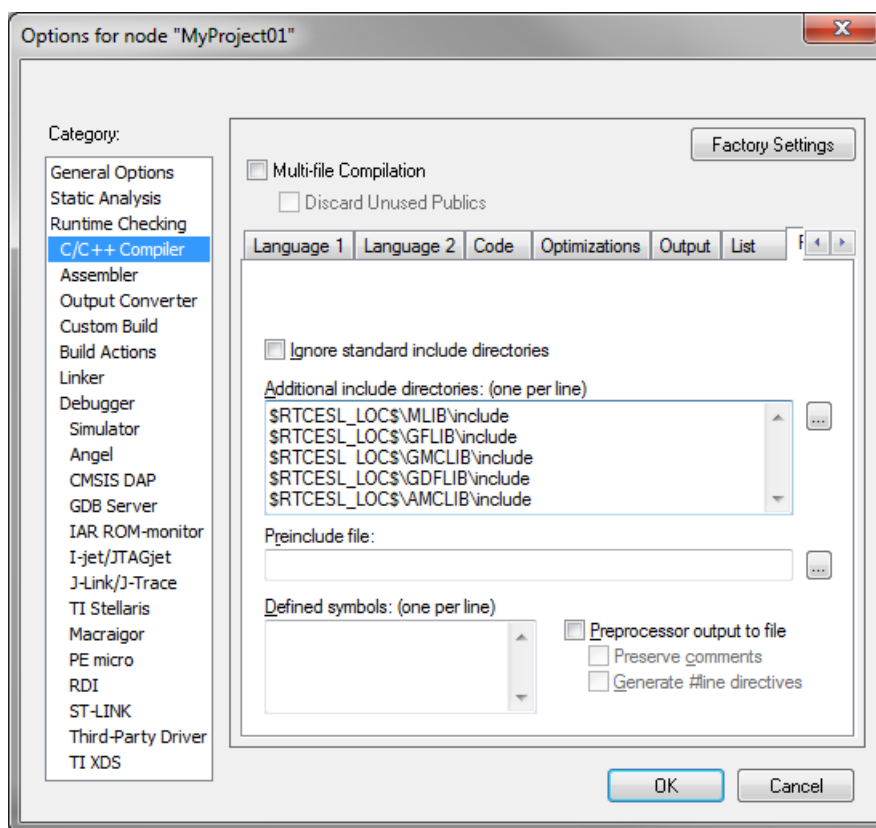 Options for node "MyProject01"
Category:
Factory Settings
General Options
Static Analysis
Runtime Checking
C/C++ Compiler
Assembler
Output Converter
Custom Build
Build Actions
Linker
Debugger
Simulator
Angel
CMSIS DAP
GDB Server
IAR ROM-monitor
I-jet/JTAGjet
J-Link/J-Trace
TI Stellaris
Macraigor
PE micro
RDI
ST-LINK
Third-Party Driver
TI XDS
Multi-file Compilation
Discard Unused Publics
Language 1 Language 2 Code Optimizations Output List
Ignore standard include directories
Additional include directories: (one per line)
$RTCESL_LOC$\MLIB\include
$RTCESL_LOC$\GFLIB\include
$RTCESL_LOC$\GMCLIB\include
$RTCESL_LOC$\GDFLIB\include
$RTCESL_LOC$\AMCLIB\include
...
Preinclude file:
...
Defined symbols: (one per line)
Preprocessor output to file
Preserve comments
Generate #line directives
OK Cancel